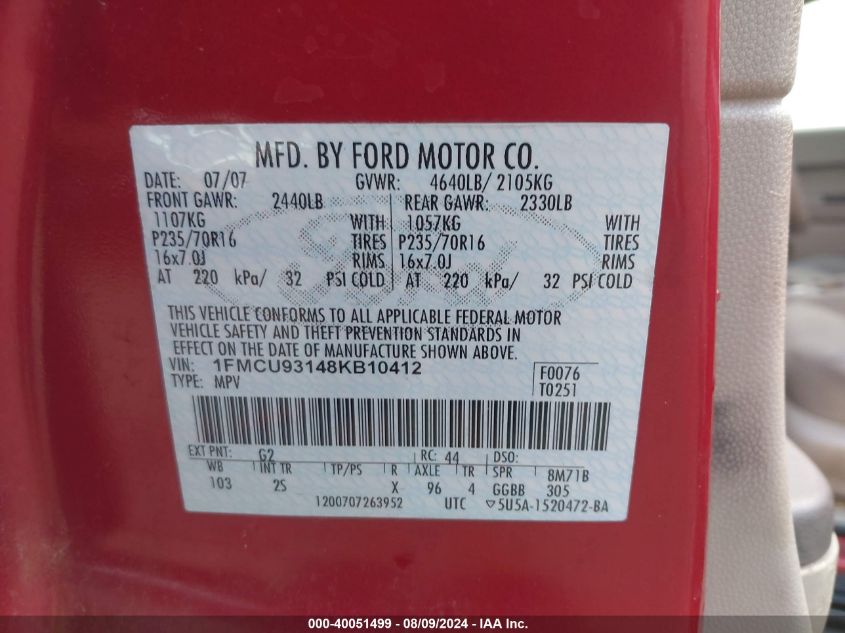 MFD. BY FORD MOTOR CO.
DATE: 07/07 GVWR: 4640LB/ 2105KG
FRONT GAWR: 2440LB REAR GAWR: 2330LB
1107KG WITH 1057KG WITH
P235/70R16 TIRES P235/70R16 TIRES
16x7.0J RIMS 16x7.0J RIMS
AT 220 kPa/ 32 PSI COLD AT 220 kPa/ 32 PSI COLD
THIS VEHICLE CONFORMS TO ALL APPLICABLE FEDERAL MOTOR
VEHICLE SAFETY AND THEFT PREVENTION STANDARDS IN
EFFECT ON THE DATE OF MANUFACTURE SHOWN ABOVE.
VIN: 1FMCU93148KB10412 F0076
TYPE: MPV T0251
EXT PNT: G2 RC: 44 DSO:
WB INT TR TP/PS R AXLE TR SPR 8M71B
103 2S X 96 4 GGBB 305
1200707263952 UTC ▽5U5A-1520472-BA
Ford
000-40051499 - 08/09/2024 - IAA Inc.